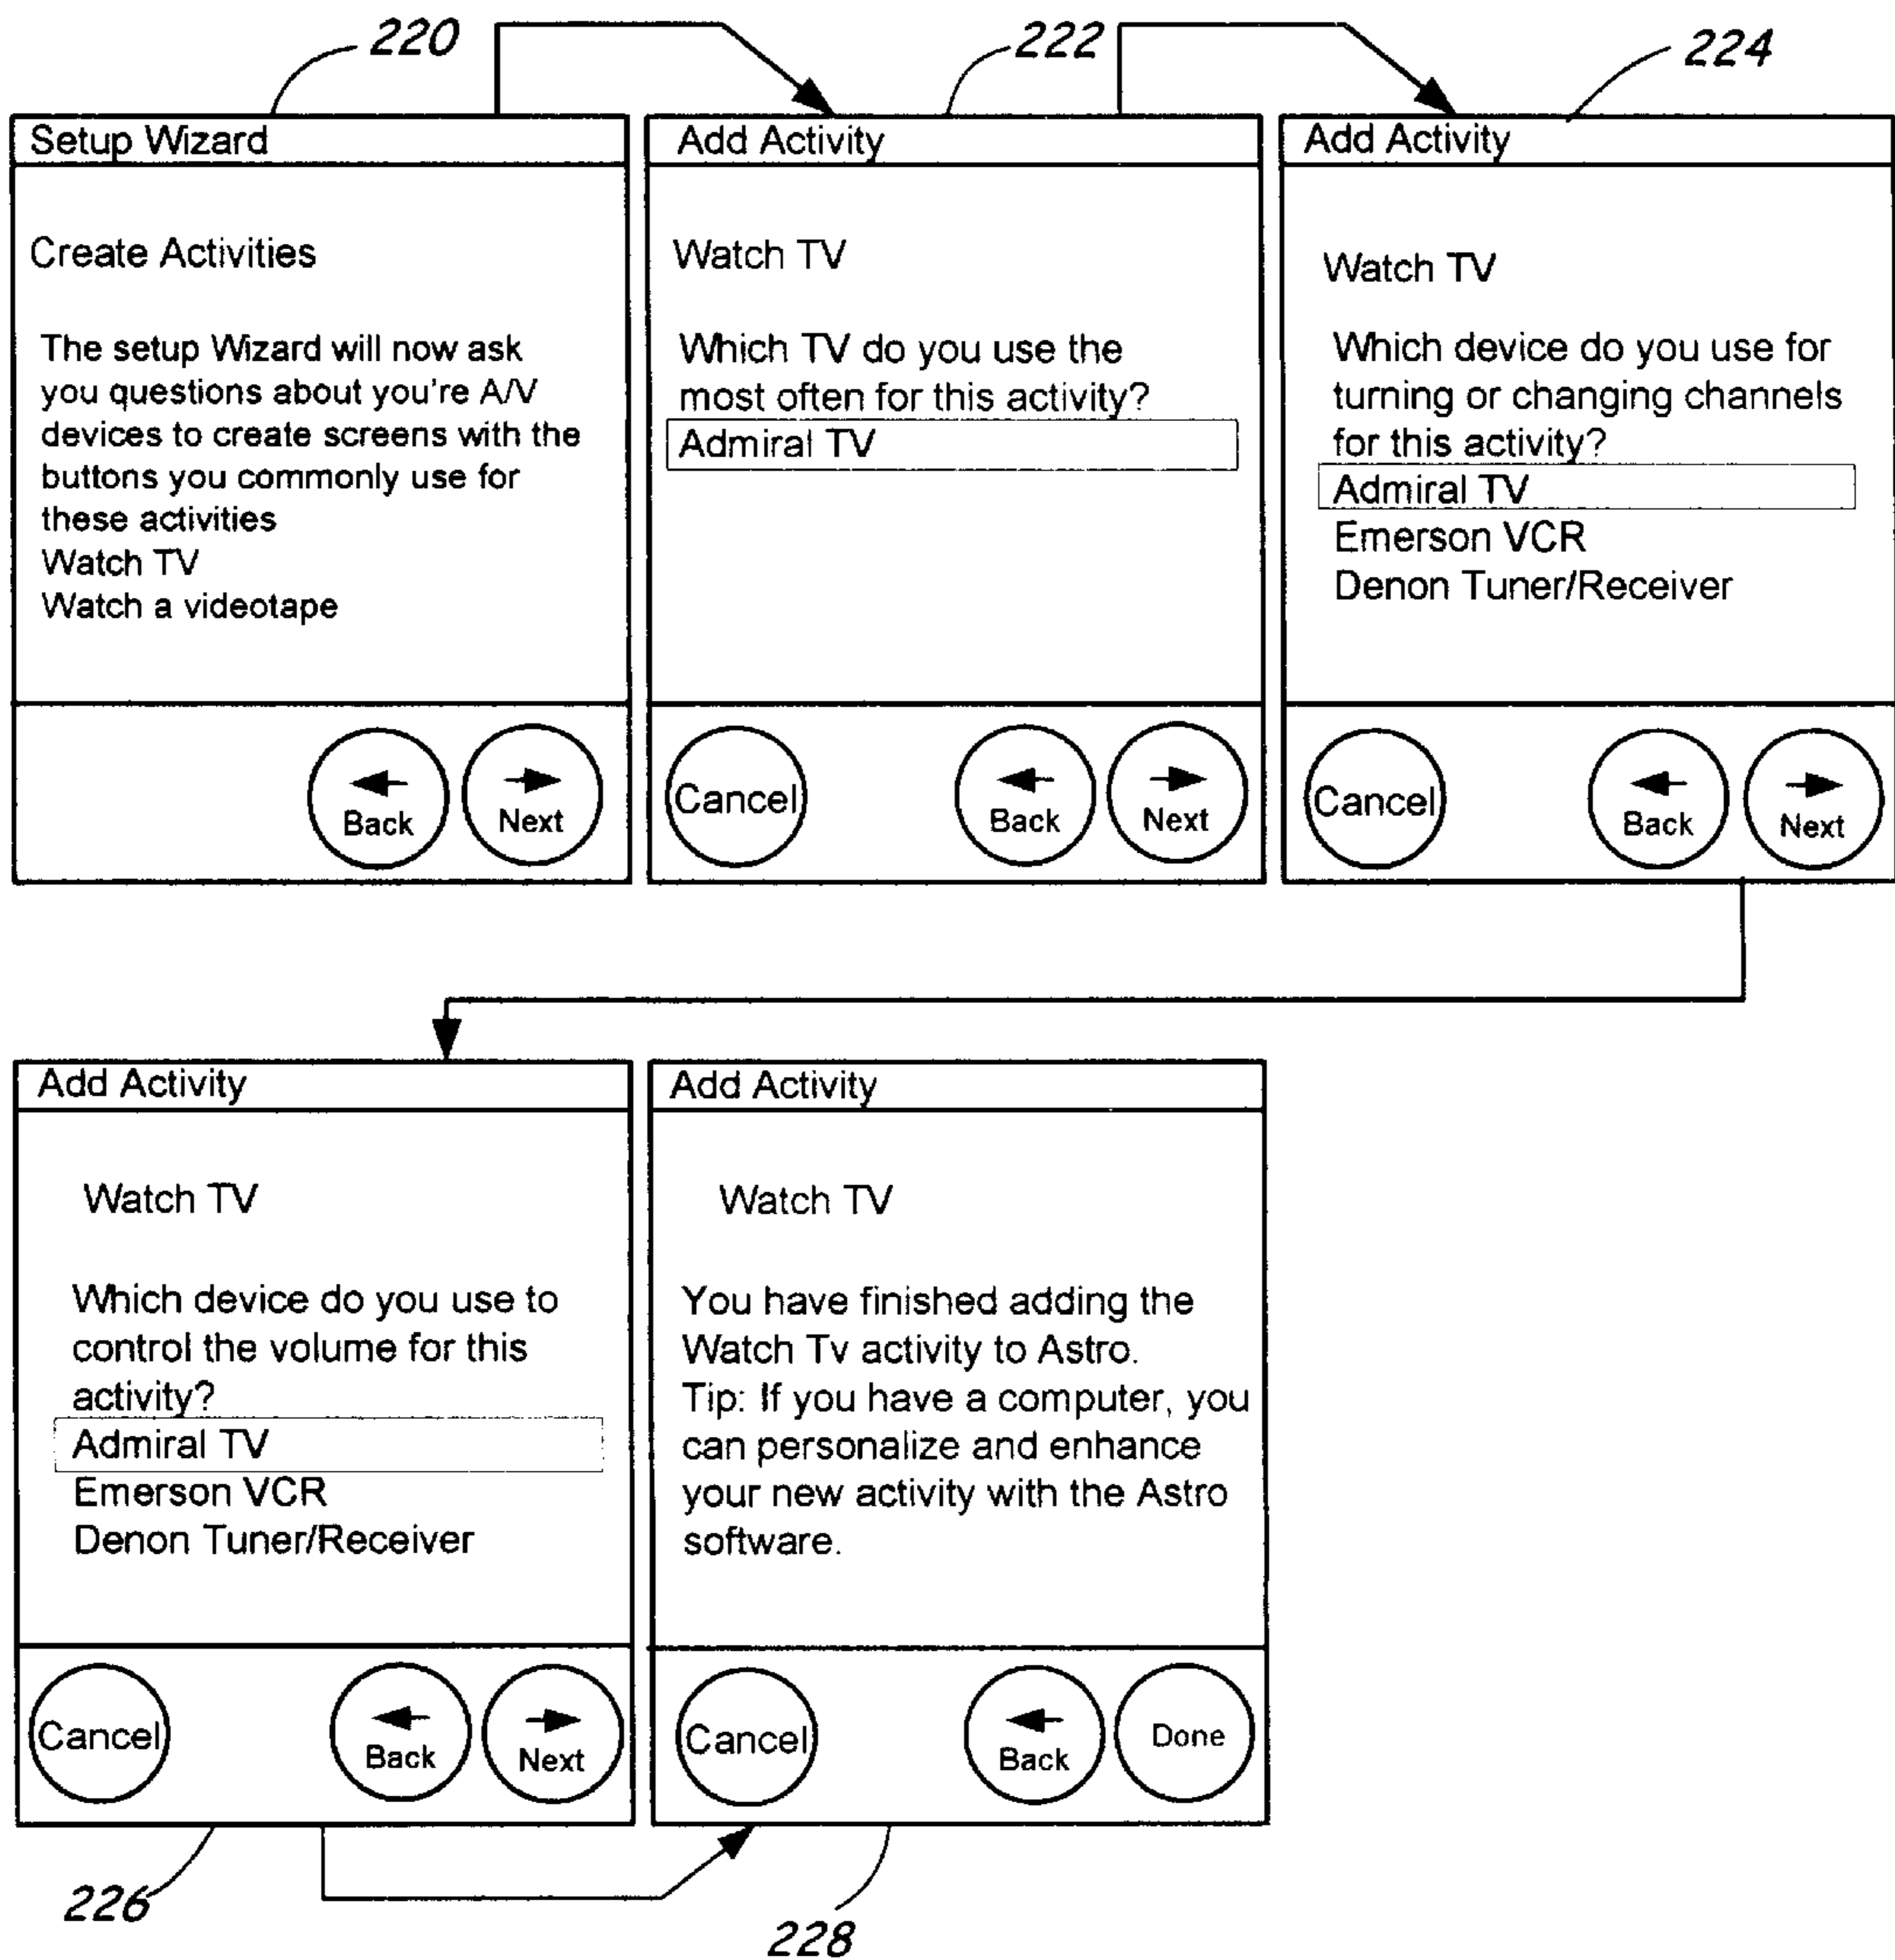 220
222
224
Setup Wizard
Create Activities
The setup Wizard will now ask
you questions about you're A/V
devices to create screens with the
buttons you commonly use for
these activities
Watch TV
Watch a videotape
Back
Next
Add Activity
Watch TV
Which TV do you use the
most often for this activity?
Admiral TV
Cancel
Back
Next
Add Activity
Watch TV
Which device do you use for
turning or changing channels
for this activity?
Admiral TV
Emerson VCR
Denon Tuner/Receiver
Cancel
Back
Next
Add Activity
Watch TV
Which device do you use to
control the volume for this
activity?
Admiral TV
Emerson VCR
Denon Tuner/Receiver
Cancel
Back
Next
226
Add Activity
Watch TV
You have finished adding the
Watch Tv activity to Astro.
Tip: If you have a computer, you
can personalize and enhance
your new activity with the Astro
software.
Cancel
Back
Done
228